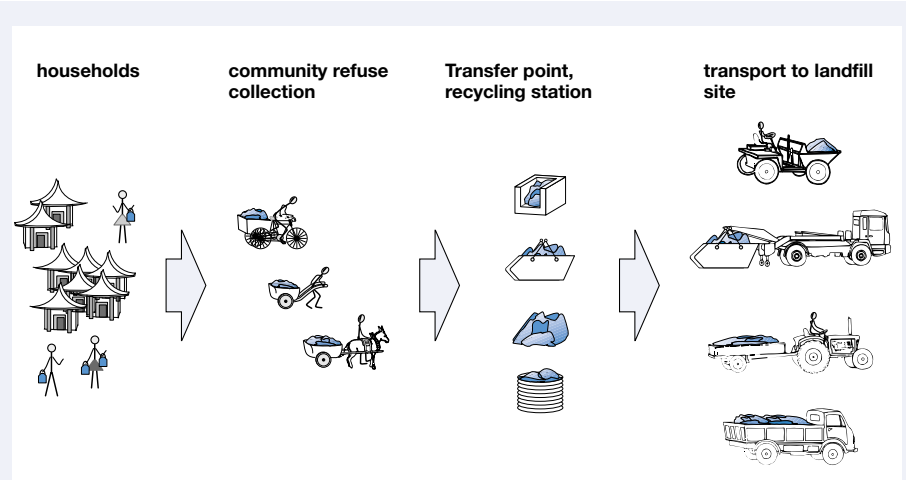 households
community refuse
collection
Transfer point,
recycling station
transport to landfill
site